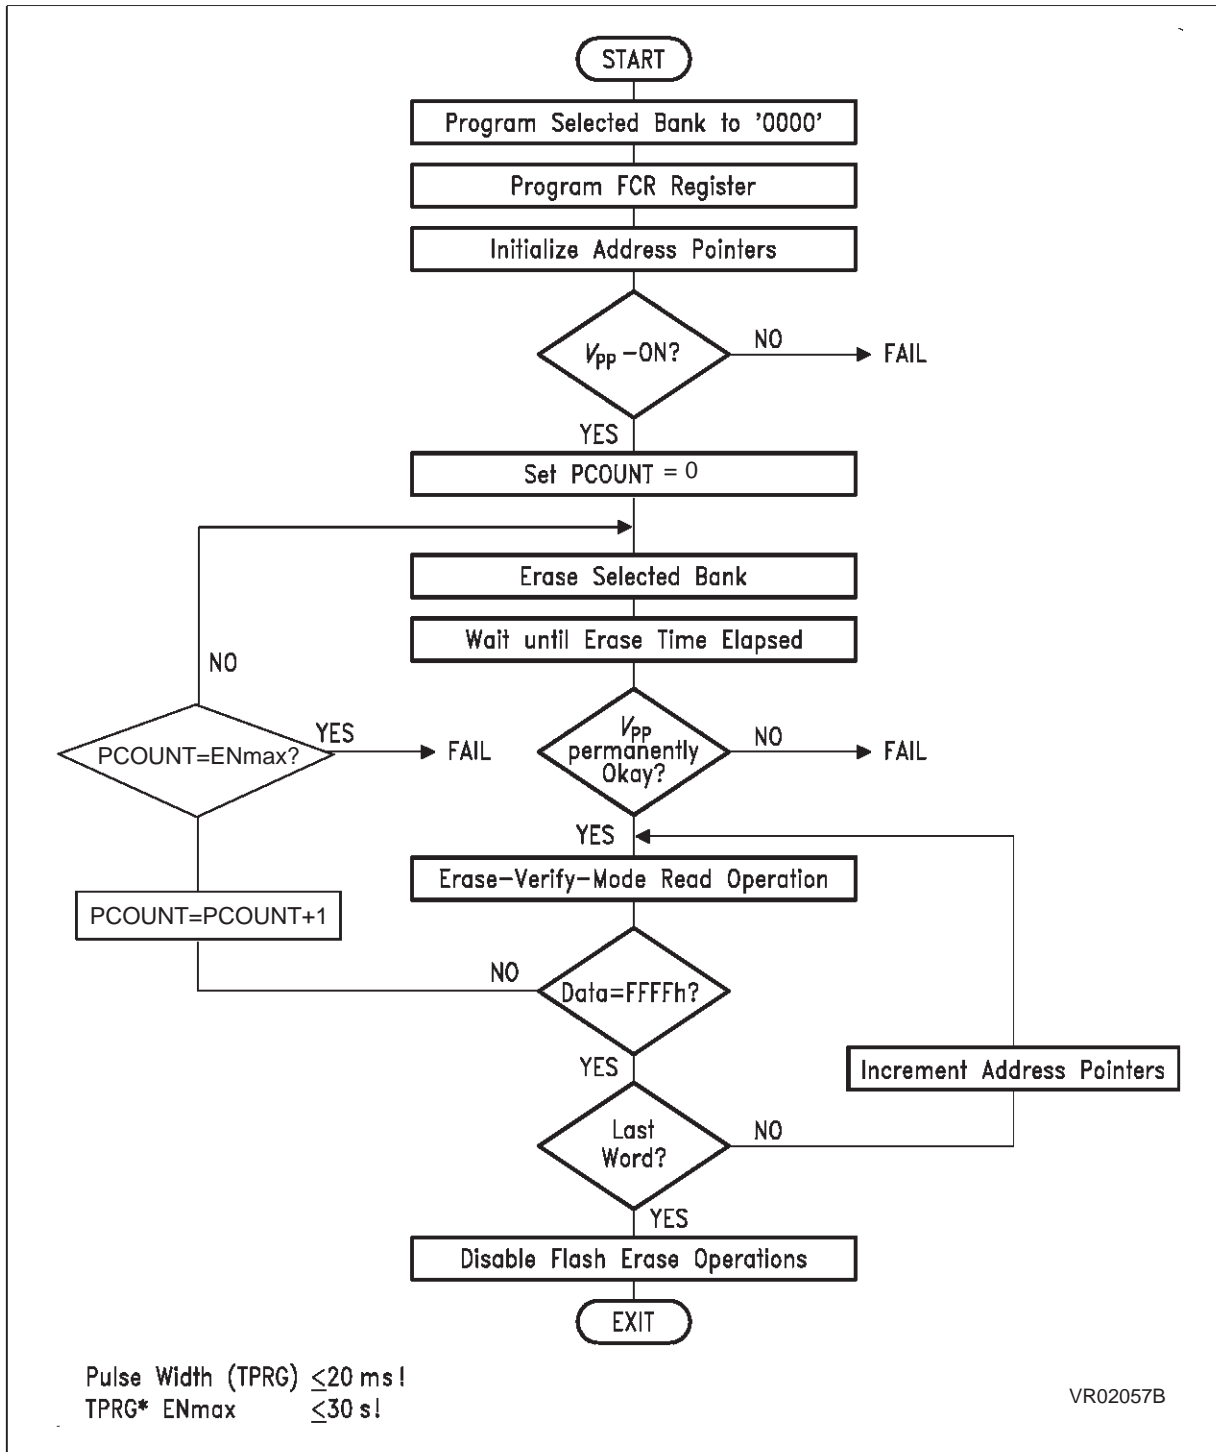 START
Program Selected Bank to '0000'
Program FCR Register
Initialize Address Pointers
VPP-ON?
NO
FAIL
YES
Set PCOUNT = 0
Erase Selected Bank
Wait until Erase Time Elapsed
NO
PCOUNT=ENmax?
YES
FAIL
VPP
permanently
Okay?
NO
FAIL
YES
Erase-Verify-Mode Read Operation
PCOUNT=PCOUNT+1
NO
Data=FFFFh?
YES
Increment Address Pointers
Last
Word?
NO
YES
Disable Flash Erase Operations
EXIT
Pulse Width (TPRG) ≤20 ms!
TPRG* ENmax ≤30 s!
VR02057B